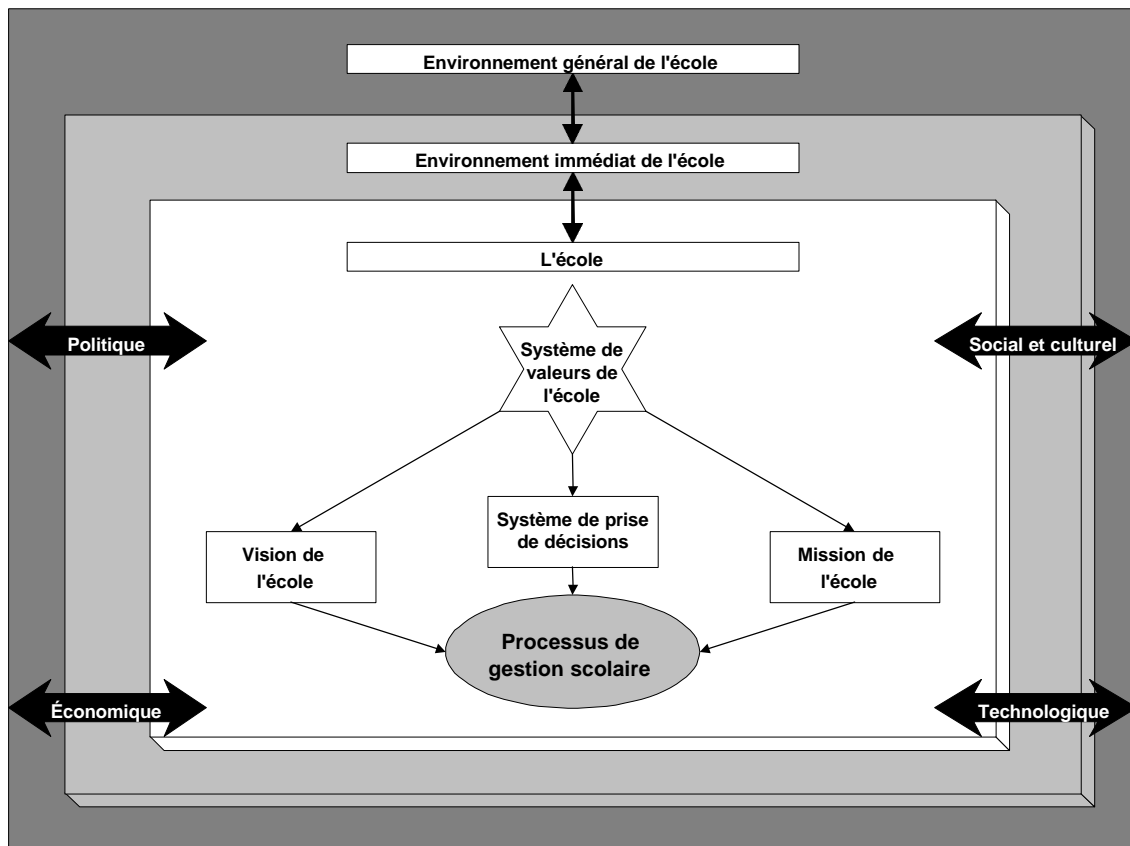 Environnement général de l'école
Environnement immédiat de l'école
L'école
Politique
Social et culturel
Système de
valeurs de
l'école
Système de prise
de décisions
Vision de
l'école
Mission de
l'école
Processus de
gestion scolaire
Économique
Technologique